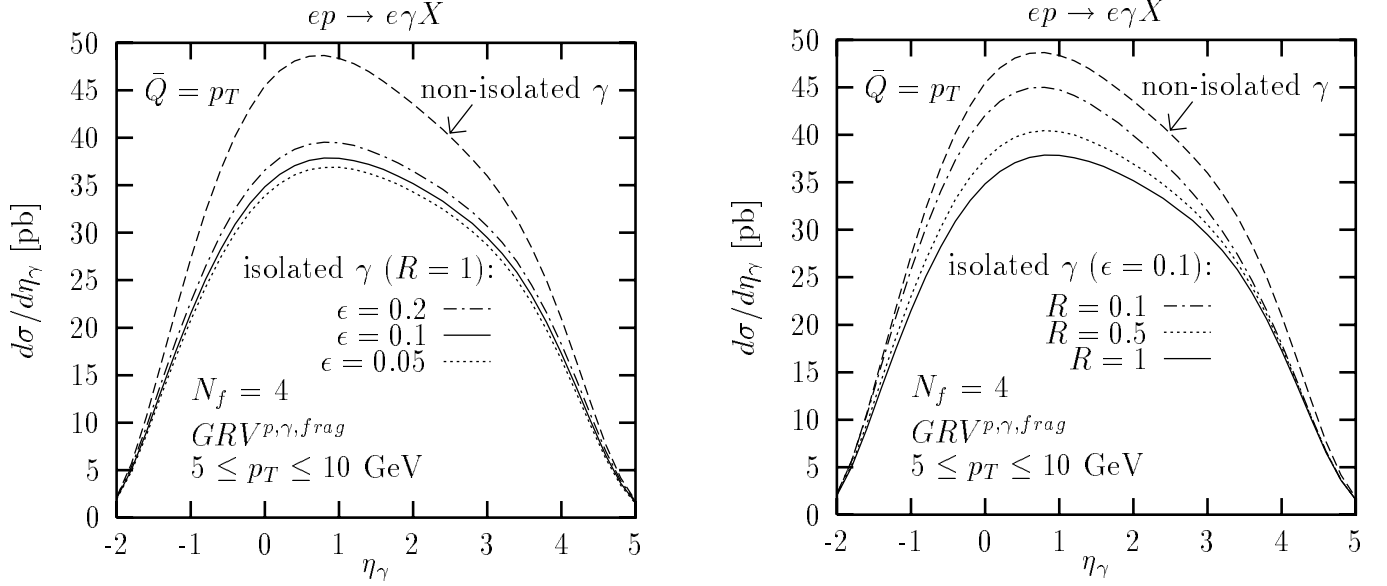 ep → eγX
50
45
40
35
30
25
20
15
10
5
0
dσ/dη_γ [pb]
Q̄ = p_T
non-isolated γ
isolated γ (R = 1):
ϵ = 0.2
ϵ = 0.1
ϵ = 0.05
N_f = 4
GRV^{p,γ,frag}
5 ≤ p_T ≤ 10 GeV
-2 -1 0 1 2 3 4 5
η_γ
ep → eγX
50
45
40
35
30
25
20
15
10
5
0
dσ/dη_γ [pb]
Q̄ = p_T
non-isolated γ
isolated γ (ϵ = 0.1):
R = 0.1
R = 0.5
R = 1
N_f = 4
GRV^{p,γ,frag}
5 ≤ p_T ≤ 10 GeV
-2 -1 0 1 2 3 4 5
η_γ